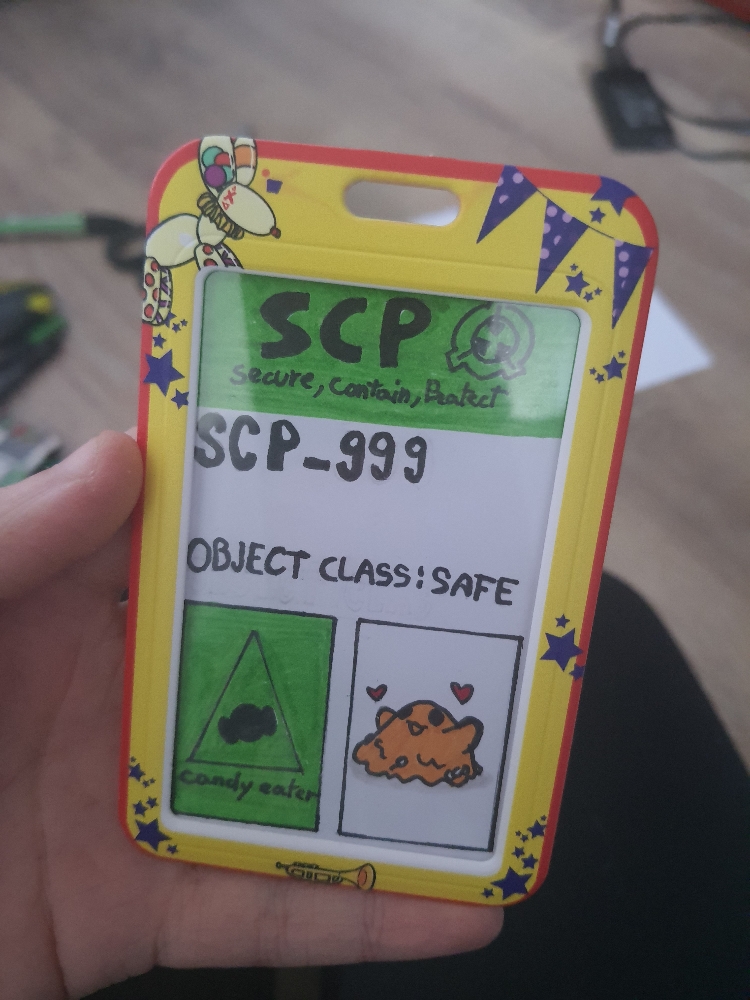 SCP
Secure, Contain, Protect
SCP-999
OBJECT CLASS: SAFE
candy eater